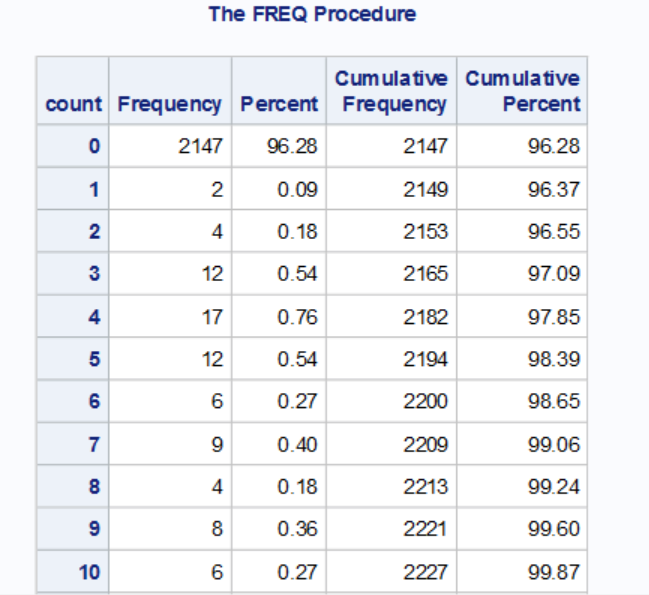 The FREQ Procedure
Cumulative Cumulative
count Frequency Percent Frequency Percent
0 2147 96.28 2147 96.28
1 2 0.09 2149 96.37
2 4 0.18 2153 96.55
3 12 0.54 2165 97.09
4 17 0.76 2182 97.85
5 12 0.54 2194 98.39
6 6 0.27 2200 98.65
7 9 0.40 2209 99.06
8 4 0.18 2213 99.24
9 8 0.36 2221 99.60
10 6 0.27 2227 99.87